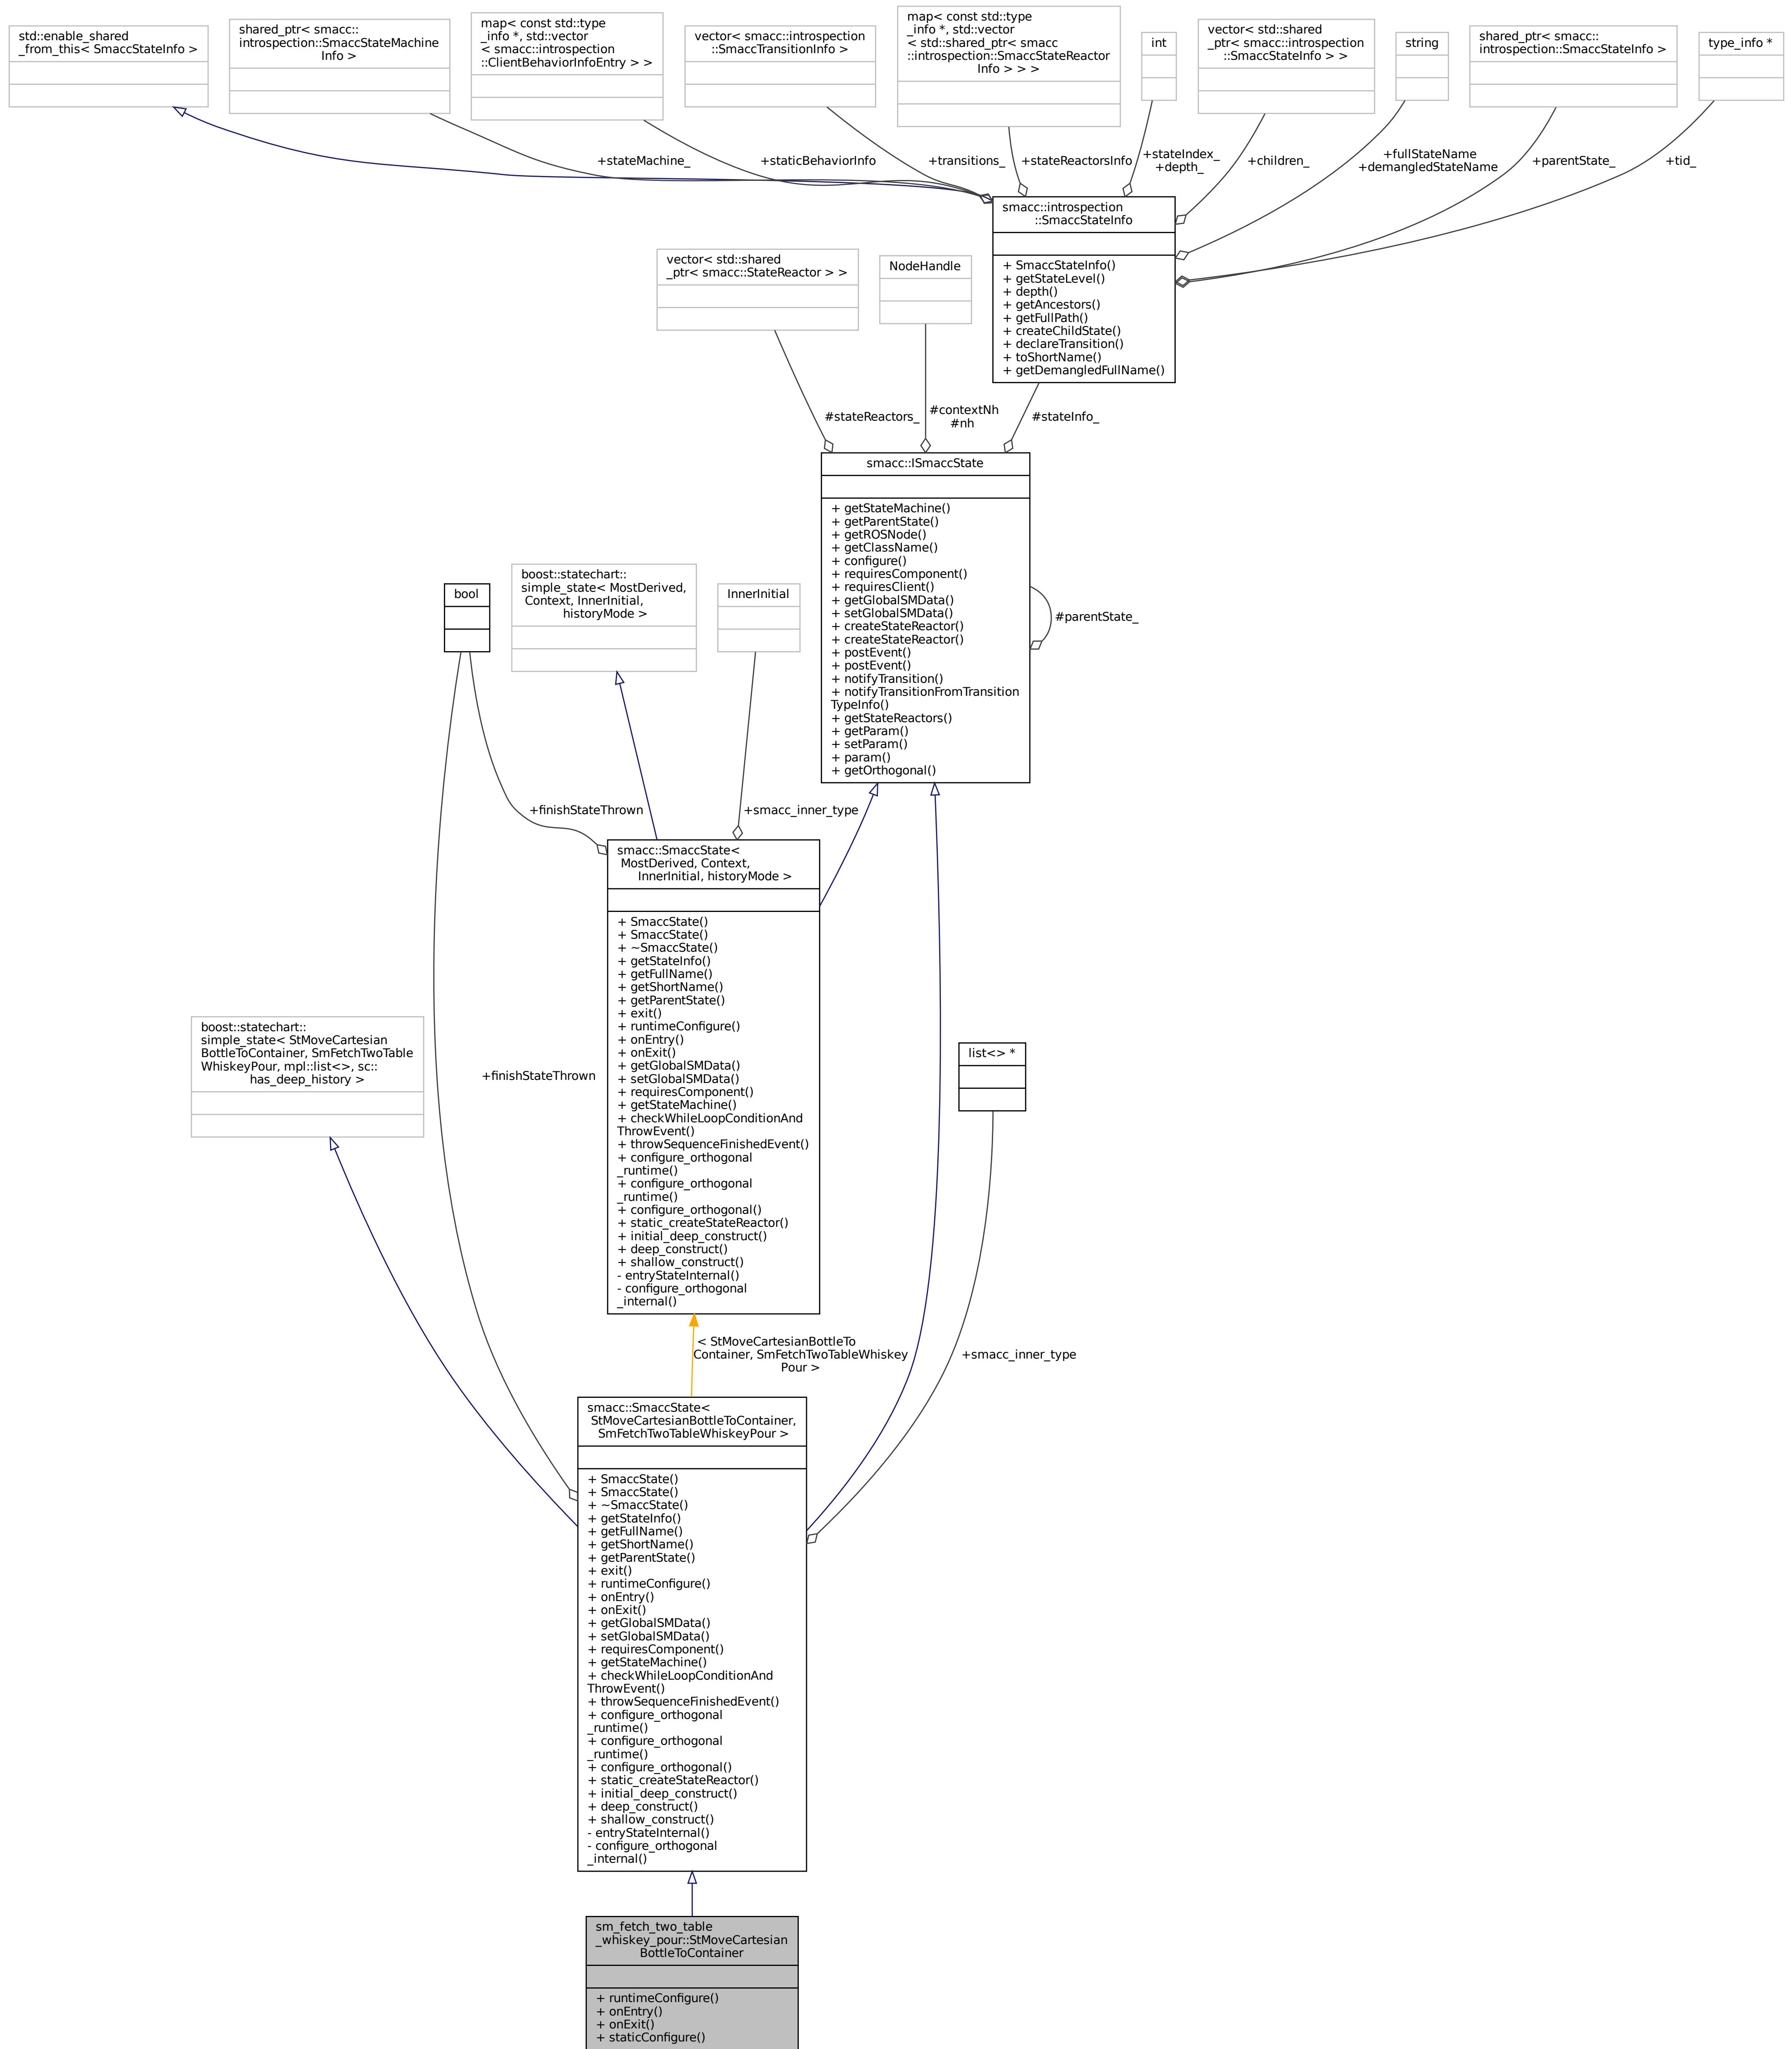 std::enable_shared
_from_this< SmaccStateInfo >
shared_ptr< smacc::
introspection::SmaccStateMachine
Info >
map< const std::type
_info *, std::vector
< smacc::introspection
::ClientBehaviorInfoEntry > >
vector< smacc::introspection
::SmaccTransitionInfo >
map< const std::type
_info *, std::vector
< std::shared_ptr< smacc
::introspection::SmaccStateReactor
Info > > >
int
vector< std::shared
_ptr< smacc::introspection
::SmaccStateInfo > >
string
shared_ptr< smacc::
introspection::SmaccStateInfo >
type_info *
+stateMachine_
+staticBehaviorInfo
+transitions_
+stateReactorsInfo
+stateIndex_
+depth_
+children_
+fullStateName
+demangledStateName
+parentState_
+tid_
smacc::introspection
::SmaccStateInfo
+ SmaccStateInfo()
+ getStateLevel()
+ depth()
+ getAncestors()
+ getFullPath()
+ createChildState()
+ declareTransition()
+ toShortName()
+ getDemangledFullName()
vector< std::shared
_ptr< smacc::StateReactor > >
NodeHandle
#stateReactors_
#contextNh
#nh
#stateInfo_
smacc::ISmaccState
+ getStateMachine()
+ getParentState()
+ getROSNode()
+ getClassName()
+ configure()
+ requiresComponent()
+ requiresClient()
+ getGlobalSMData()
+ setGlobalSMData()
+ createStateReactor()
+ createStateReactor()
+ postEvent()
+ postEvent()
+ notifyTransition()
+ notifyTransitionFromTransition
TypeInfo()
+ getStateReactors()
+ getParam()
+ setParam()
+ param()
+ getOrthogonal()
#parentState_
bool
boost::statechart::
simple_state< MostDerived,
Context, InnerInitial,
historyMode >
InnerInitial
+finishStateThrown
+smacc_inner_type
smacc::SmaccState<
MostDerived, Context,
InnerInitial, historyMode >
+ SmaccState()
+ SmaccState()
+ ~SmaccState()
+ getStateInfo()
+ getFullName()
+ getShortName()
+ getParentState()
+ exit()
+ runtimeConfigure()
+ onEntry()
+ onExit()
+ getGlobalSMData()
+ setGlobalSMData()
+ requiresComponent()
+ getStateMachine()
+ checkWhileLoopConditionAnd
ThrowEvent()
+ throwSequenceFinishedEvent()
+ configure_orthogonal
_runtime()
+ configure_orthogonal
_runtime()
+ configure_orthogonal()
+ static_createStateReactor()
+ initial_deep_construct()
+ deep_construct()
+ shallow_construct()
- entryStateInternal()
- configure_orthogonal
_internal()
boost::statechart::
simple_state< StMoveCartesian
BottleToContainer, SmFetchTwoTable
WhiskeyPour, mpl::list<>, sc::
has_deep_history >
+finishStateThrown
list<> *
< StMoveCartesianBottleTo
Container, SmFetchTwoTableWhiskey
Pour >
+smacc_inner_type
smacc::SmaccState<
StMoveCartesianBottleToContainer,
SmFetchTwoTableWhiskeyPour >
+ SmaccState()
+ SmaccState()
+ ~SmaccState()
+ getStateInfo()
+ getFullName()
+ getShortName()
+ getParentState()
+ exit()
+ runtimeConfigure()
+ onEntry()
+ onExit()
+ getGlobalSMData()
+ setGlobalSMData()
+ requiresComponent()
+ getStateMachine()
+ checkWhileLoopConditionAnd
ThrowEvent()
+ throwSequenceFinishedEvent()
+ configure_orthogonal
_runtime()
+ configure_orthogonal
_runtime()
+ configure_orthogonal()
+ static_createStateReactor()
+ initial_deep_construct()
+ deep_construct()
+ shallow_construct()
- entryStateInternal()
- configure_orthogonal
_internal()
sm_fetch_two_table
_whiskey_pour::StMoveCartesian
BottleToContainer
+ runtimeConfigure()
+ onEntry()
+ onExit()
+ staticConfigure()